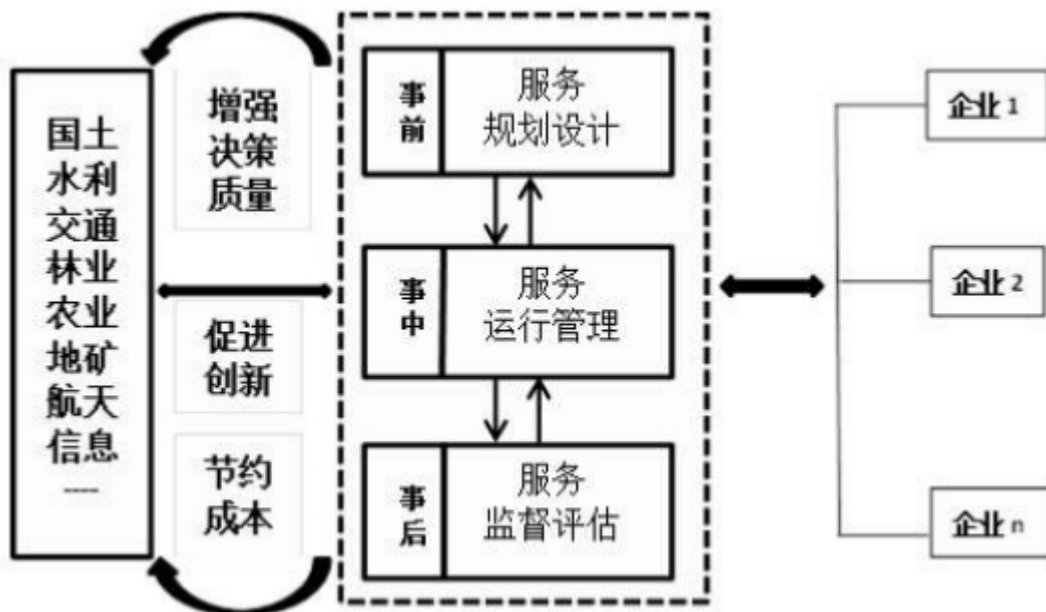 国土
水利
交通
林业
农业
地矿
航天
信息
----
增强
决策
质量
促进
创新
节约
成本
事前
服务
规划设计
事中
服务
运行管理
事后
服务
监督评估
企业 1
企业 2
企业 n